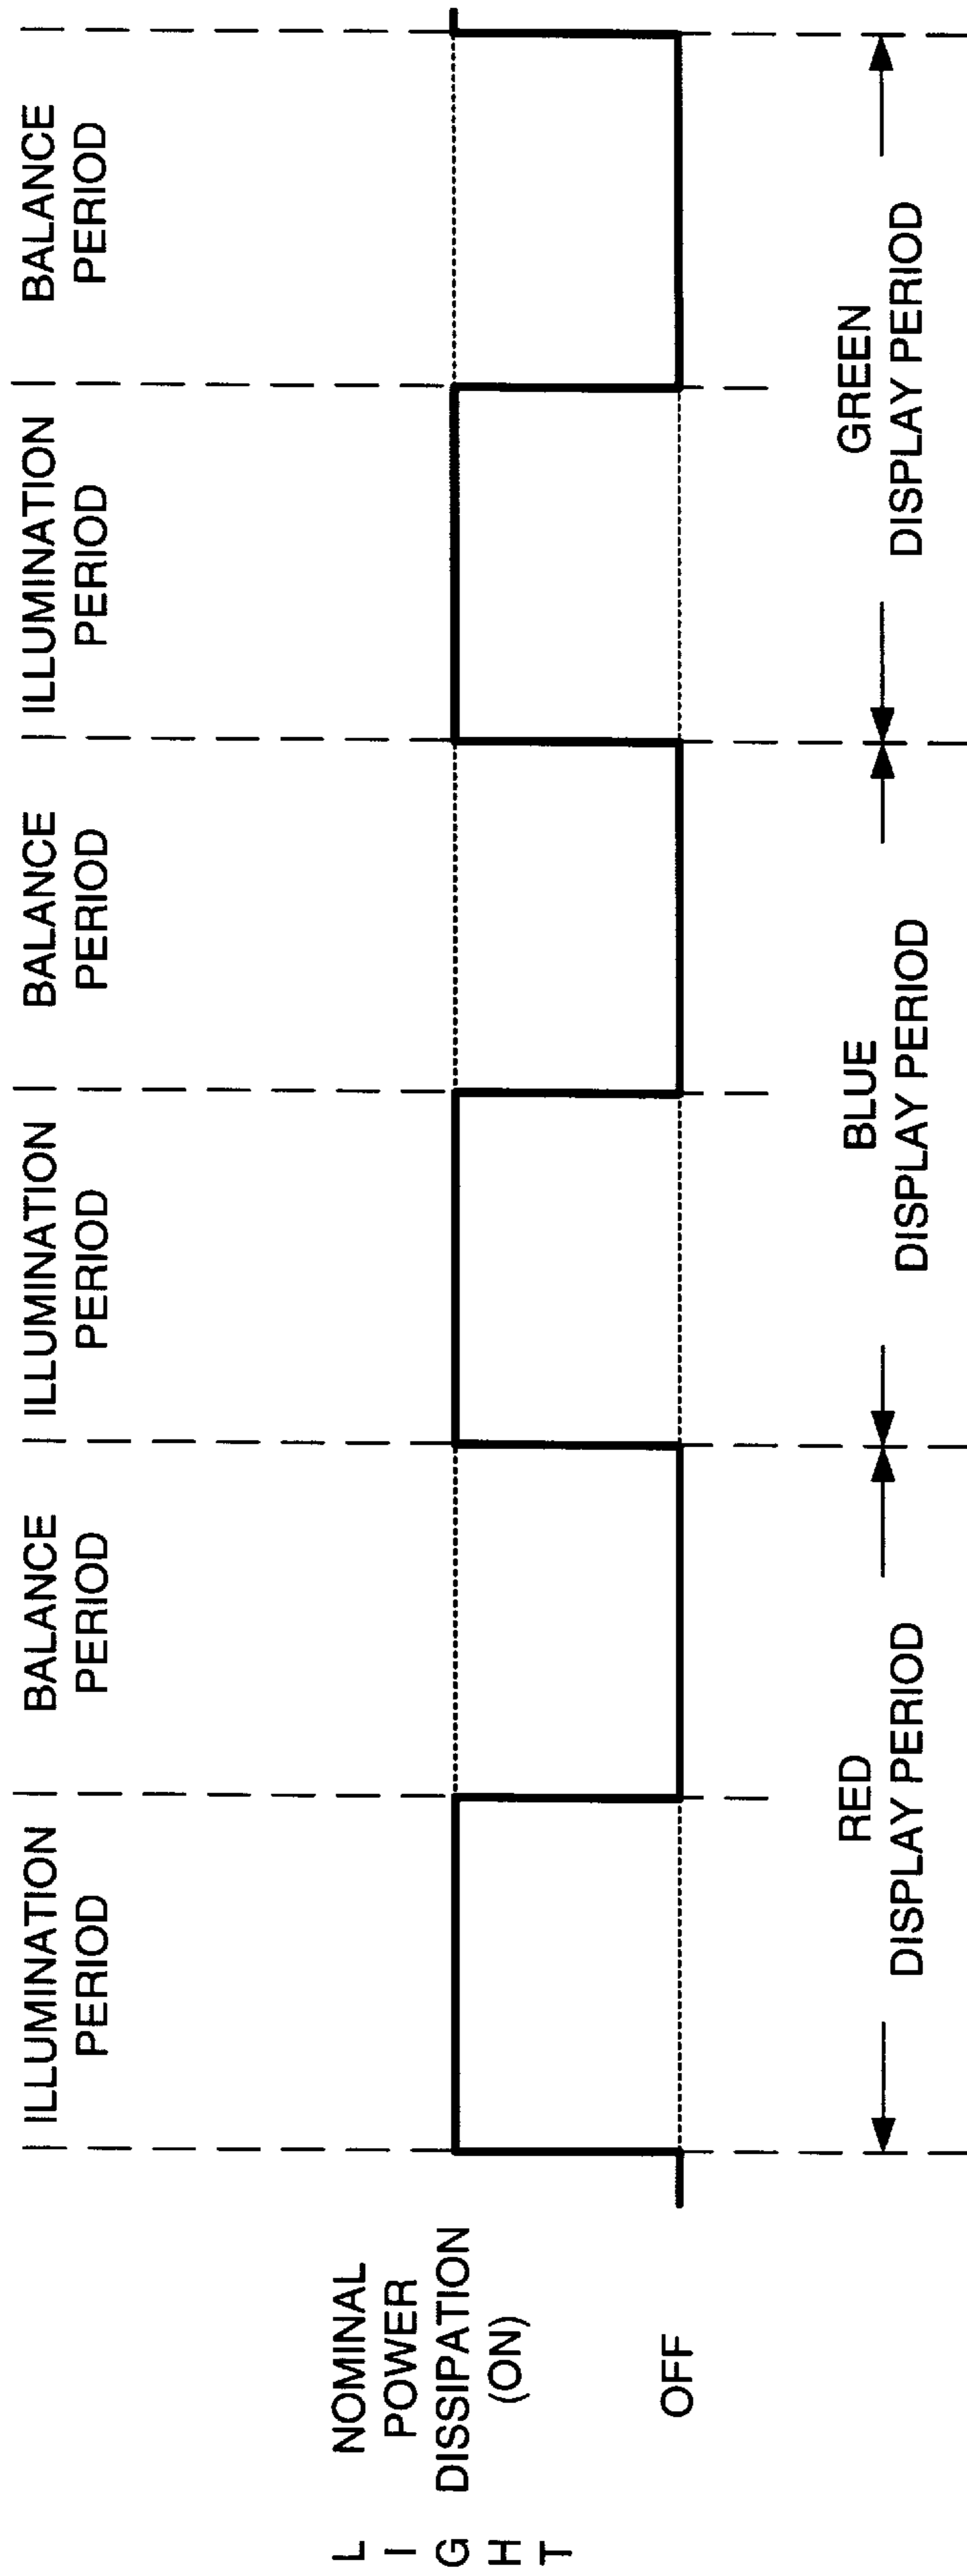 ILLUMINATION
PERIOD
BALANCE
PERIOD
ILLUMINATION
PERIOD
BALANCE
PERIOD
ILLUMINATION
PERIOD
BALANCE
PERIOD
LIGHT
NOMINAL
POWER
DISSIPATION
(ON)
OFF
RED
DISPLAY PERIOD
BLUE
DISPLAY PERIOD
GREEN
DISPLAY PERIOD